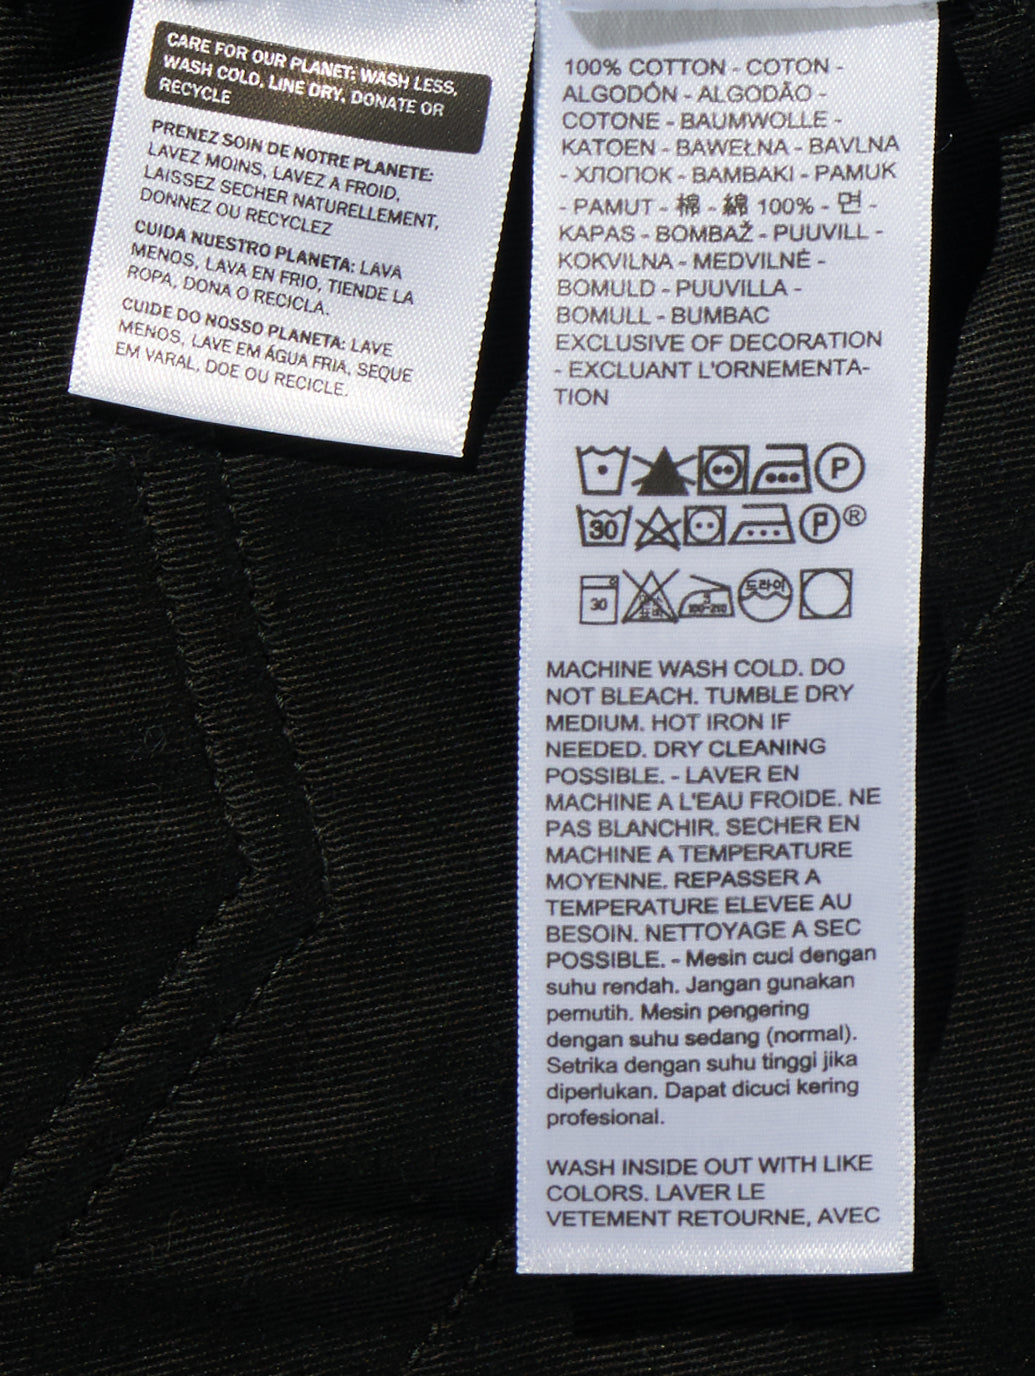 CARE FOR OUR PLANET: WASH LESS,
WASH COLD, LINE DRY, DONATE OR
RECYCLE
PRENEZ SOIN DE NOTRE PLANETE:
LAVEZ MOINS, LAVEZ A FROID,
LAISSEZ SECHER NATURELLEMENT,
DONNEZ OU RECYCLEZ
CUIDA NUESTRO PLANETA: LAVA
MENOS, LAVA EN FRIO, TIENDE LA
ROPA, DONA O RECICLA.
CUIDE DO NOSSO PLANETA: LAVE
MENOS, LAVE EM ÁGUA FRIA, SEQUE
EM VARAL, DOE OU RECICLE.
100% COTTON - COTON -
ALGODÓN - ALGODÃO -
COTONE - BAUMWOLLE -
KATOEN - BAWEŁNA - BAVLNA
- ХЛОПОК - BAMBAKI - PAMUK
- PAMUT - 棉 - 綿 100% - 면 -
KAPAS - BOMBAŽ - PUUVILL -
KOKVILNA - MEDVILNĖ -
BOMULD - PUUVILLA -
BOMULL - BUMBAC
EXCLUSIVE OF DECORATION
- EXCLUANT L'ORNEMENTA-
TION
P
30 P®
30 3 드라이
MACHINE WASH COLD. DO
NOT BLEACH. TUMBLE DRY
MEDIUM. HOT IRON IF
NEEDED. DRY CLEANING
POSSIBLE. - LAVER EN
MACHINE A L'EAU FROIDE. NE
PAS BLANCHIR. SECHER EN
MACHINE A TEMPERATURE
MOYENNE. REPASSER A
TEMPERATURE ELEVEE AU
BESOIN. NETTOYAGE A SEC
POSSIBLE. - Mesin cuci dengan
suhu rendah. Jangan gunakan
pemutih. Mesin pengering
dengan suhu sedang (normal).
Setrika dengan suhu tinggi jika
diperlukan. Dapat dicuci kering
profesional.
WASH INSIDE OUT WITH LIKE
COLORS. LAVER LE
VETEMENT RETOURNE, AVEC